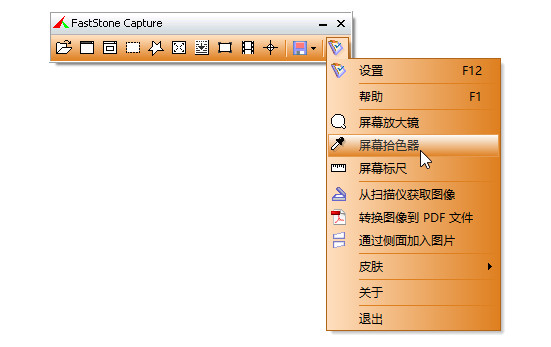 FastStone Capture
设置 F12
帮助 F1
屏幕放大镜
屏幕拾色器
屏幕标尺
从扫描仪获取图像
转换图像到 PDF 文件
通过侧面加入图片
皮肤
关于
退出